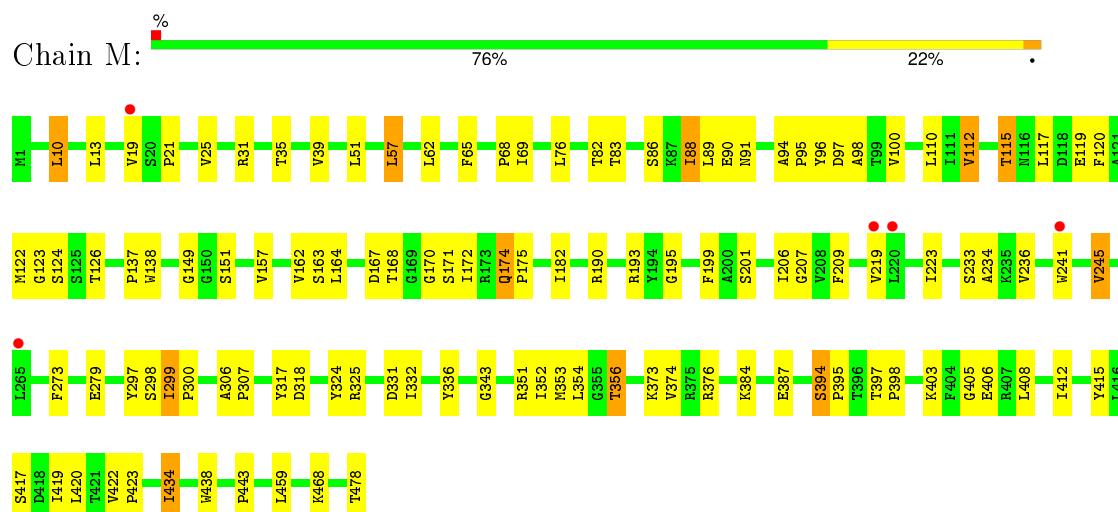 %
Chain M:
76% 22% •
M1 L10 L13 V19 S20 P21 V25 R31 T35 V39 L51 L57 L62 F65 P68 I69 L76 T82 T83 S86 K87 I88 L89 E90 N91 A94 P95 Y96 D97 A98 T99 V100 L110 I111 V112 T115 N116 L117 D118 E119 F120 A121
M122 G123 S124 S125 T126 P137 W138 G149 G150 S151 V157 V162 S163 L164 D167 T168 G169 G170 S171 I172 R173 Q174 P175 I182 R190 R193 Y194 G195 F199 A200 S201 I206 G207 V208 F209 V219 L220 I223 S233 A234 K235 V236 W241 V245
L265 F273 E279 Y297 S298 I299 P300 A306 P307 Y317 D318 Y324 R325 D331 I332 Y336 G343 R351 I352 M353 L354 G355 T356 K373 V374 R375 R376 K384 E387 S394 P395 T396 T397 P398 K403 F404 G405 E406 R407 L408 I412 Y415 L416
S417 D418 I419 L420 T421 V422 P423 I434 W438 P443 L459 K468 T478